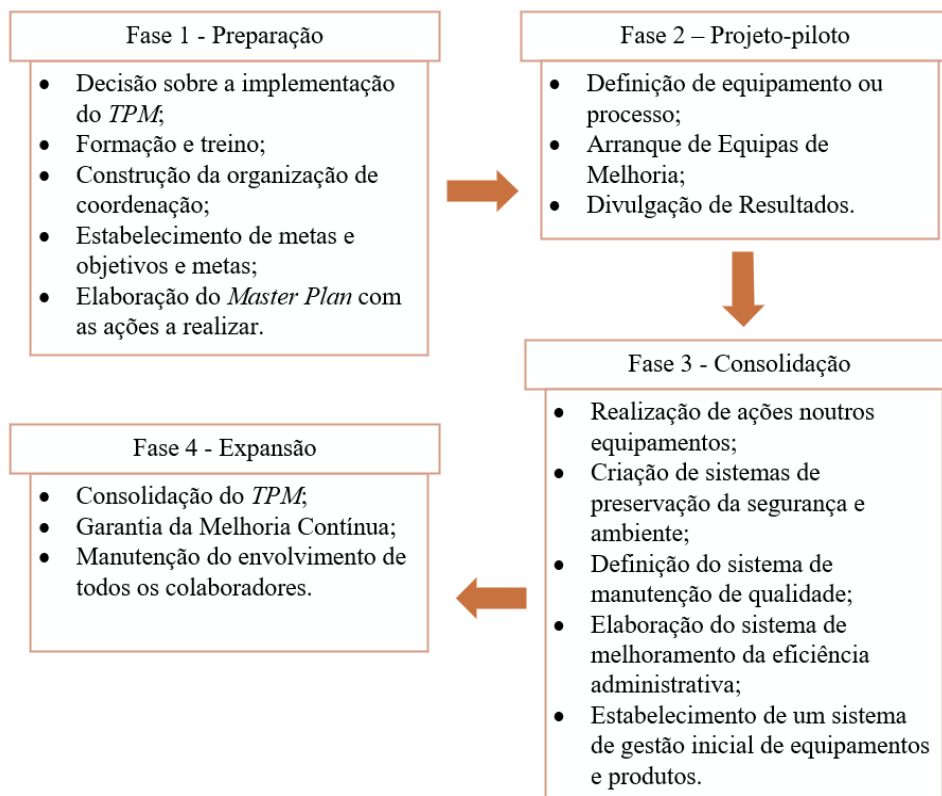 Fase 1 - Preparação
• Decisão sobre a implementação
do TPM;
• Formação e treino;
• Construção da organização de
coordenação;
• Estabelecimento de metas e
objetivos e metas;
• Elaboração do Master Plan com
as ações a realizar.
Fase 2 – Projeto-piloto
• Definição de equipamento ou
processo;
• Arranque de Equipas de
Melhoria;
• Divulgação de Resultados.
Fase 3 - Consolidação
• Realização de ações noutros
equipamentos;
• Criação de sistemas de
preservação da segurança e
ambiente;
• Definição do sistema de
manutenção de qualidade;
• Elaboração do sistema de
melhoramento da eficiência
administrativa;
• Estabelecimento de um sistema
de gestão inicial de equipamentos
e produtos.
Fase 4 - Expansão
• Consolidação do TPM;
• Garantia da Melhoria Contínua;
• Manutenção do envolvimento de
todos os colaboradores.